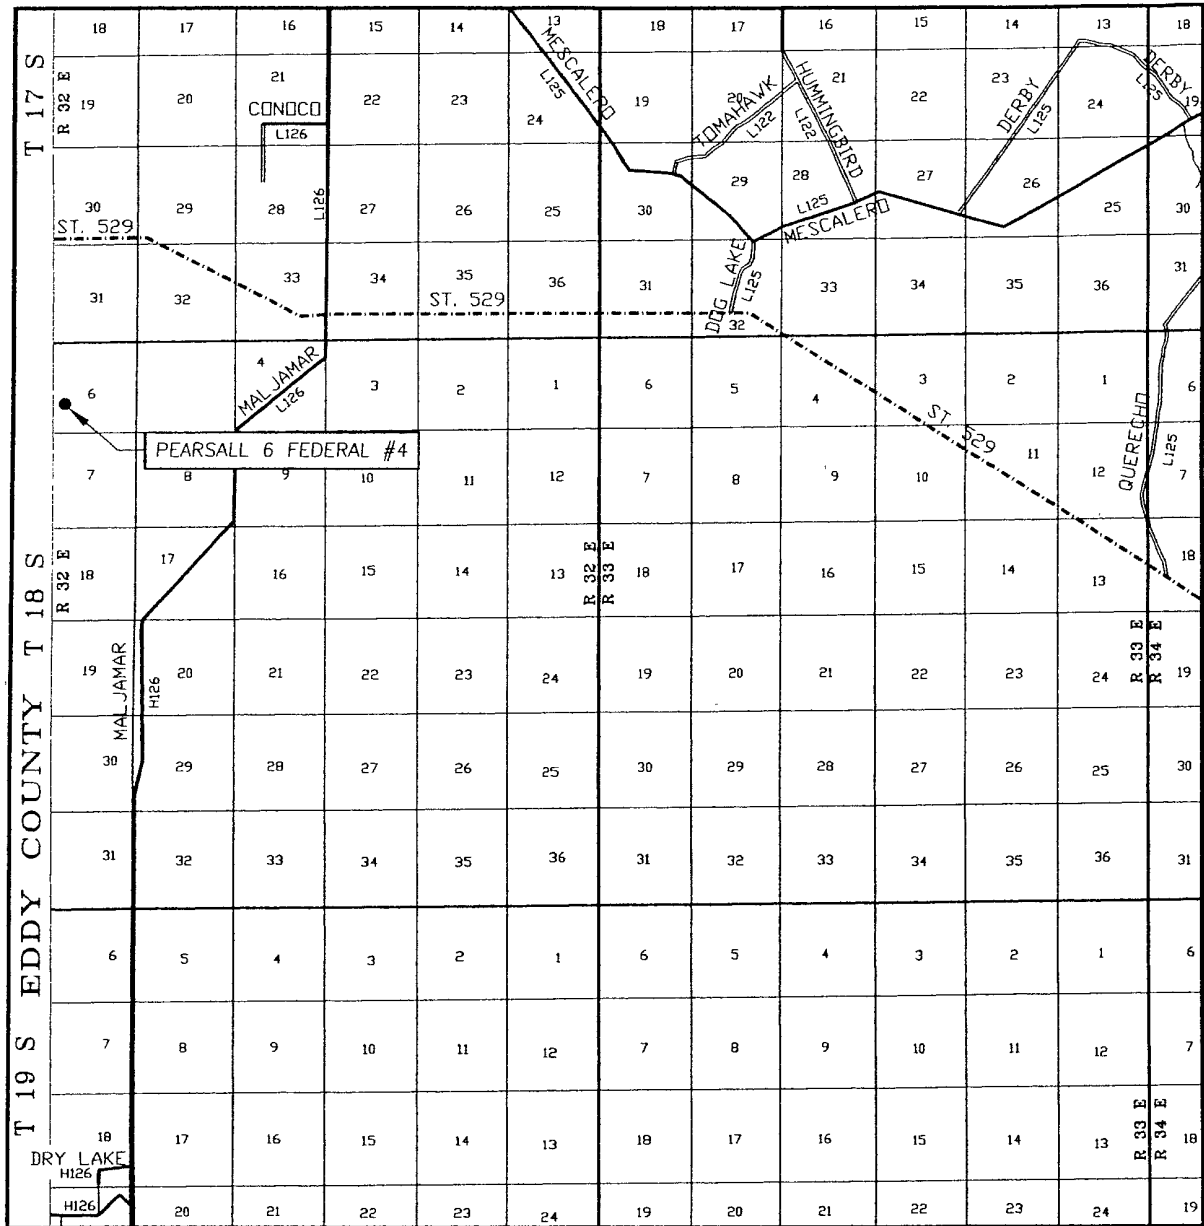 18 17 16 15 14 13 18 17 16 15 14 13 18
MESCALERO
L125
T 17 S
R 32 E
19 20 21 22 23 24 19 20 21 22 23 24 19
CONOCO
L126
TOMAHAWK
L122
HUMMINGBIRD
L122
DERBY
L125
DERBY
L125
30 29 28 27 26 25 30 29 28 27 26 25 30
L126
L125
MESCALERO
ST. 529
31 32 33 34 35 36 31 32 33 34 35 36 31
ST. 529
DOG LAKE
L125
6 4 3 2 1 6 5 4 3 2 1 6
MALJAMAR
L126
ST. 529
QUERECHO
L125
PEARSALL 6 FEDERAL #4
7 8 9 10 11 12 7 8 9 10 11 12 7
T 18 S
R 32 E
18 17 16 15 14 13 18 17 16 15 14 13 18
R 32 E
R 33 E
R 33 E
R 34 E
19 20 21 22 23 24 19 20 21 22 23 24 19
MALJAMAR
H126
30 29 28 27 26 25 30 29 28 27 26 25 30
EDDY COUNTY
31 32 33 34 35 36 31 32 33 34 35 36 31
6 5 4 3 2 1 6 5 4 3 2 1 6
7 8 9 10 11 12 7 8 9 10 11 12 7
T 19 S
18 17 16 15 14 13 18 17 16 15 14 13 18
R 33 E
R 34 E
DRY LAKE
H126
H126
20 21 22 23 24 19 20 21 22 23 24 19